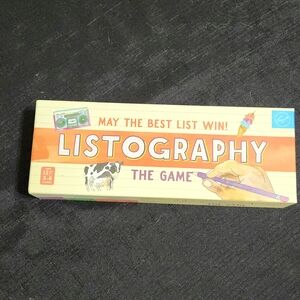 MAY THE BEST LIST WIN!
LISTOGRAPHY
THE GAME